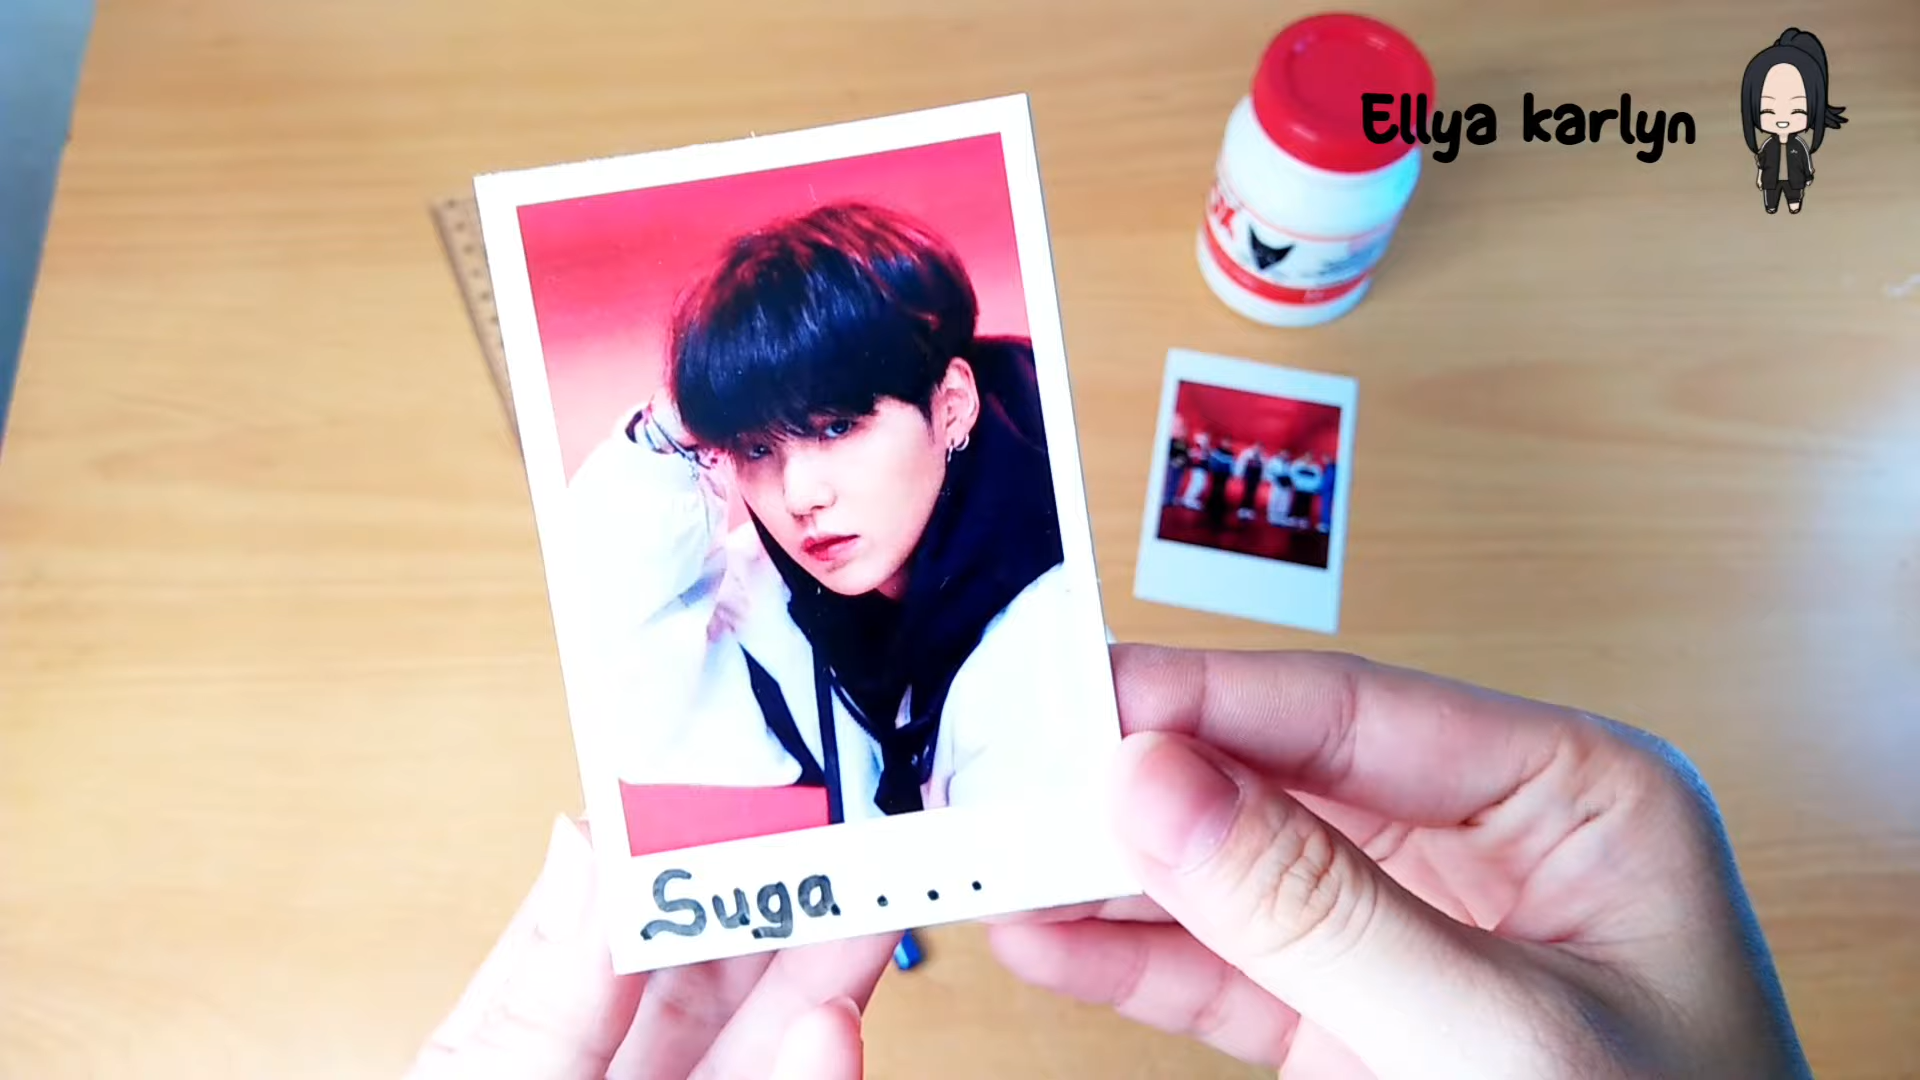 Ellya karlyn
Suga . . .